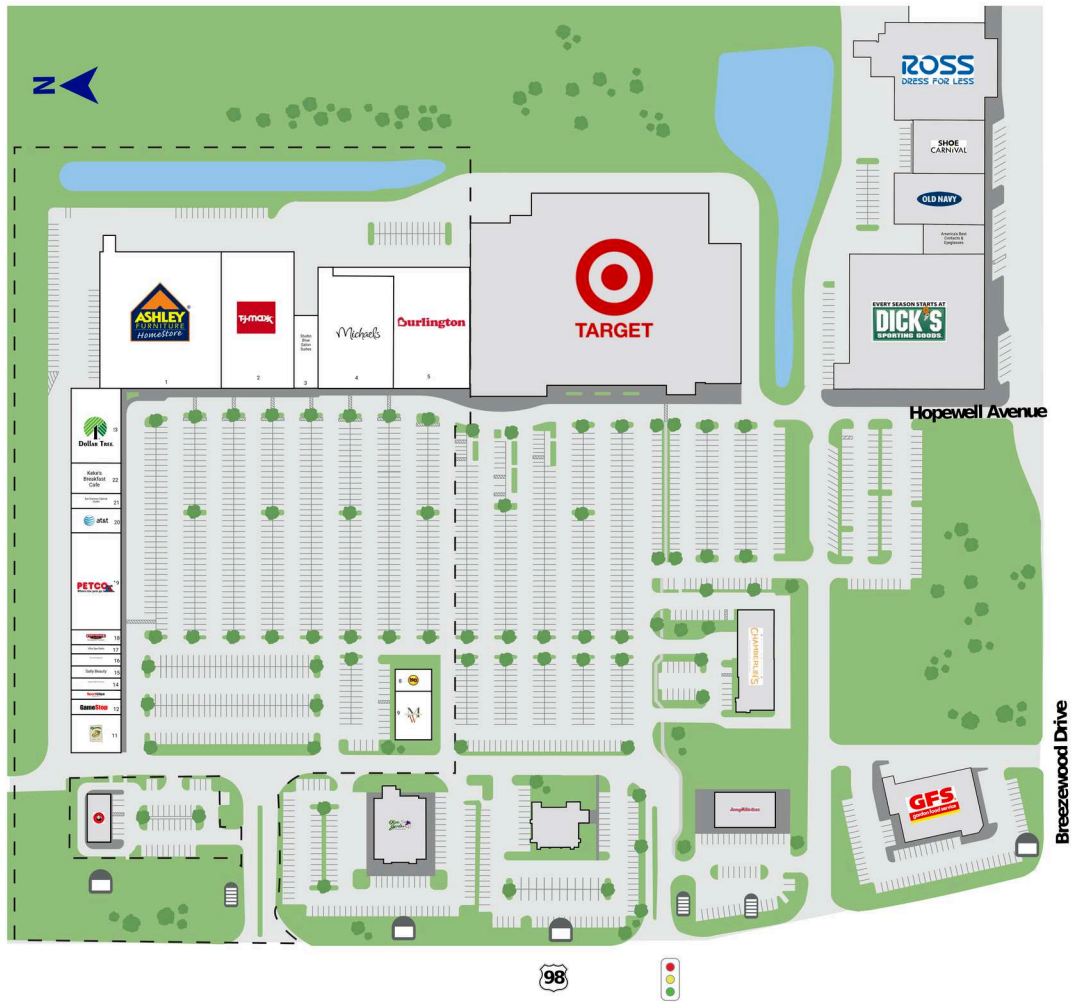 N
ROSS
DRESS FOR LESS
SHOE
CARNIVAL
OLD NAVY
America's Best
Contacts &
Eyeglasses
EVERY SEASON STARTS AT
DICK'S
SPORTING GOODS
TARGET
ASHLEY
FURNITURE
HomeStore
1
T.J.maxx
2
Studio
Blue
Salon
Suites
3
Michaels
4
Burlington
5
Hopewell Avenue
DOLLAR TREE
Keke's
Breakfast
Cafe
22
21
at&t
20
PETCO
18
17
16
Sally Beauty
15
14
GameStop
12
11
8
9
M
W
CHAMBERLIN'S
Olive
Garden
GFS
gordon food service
Breezewood Drive
98